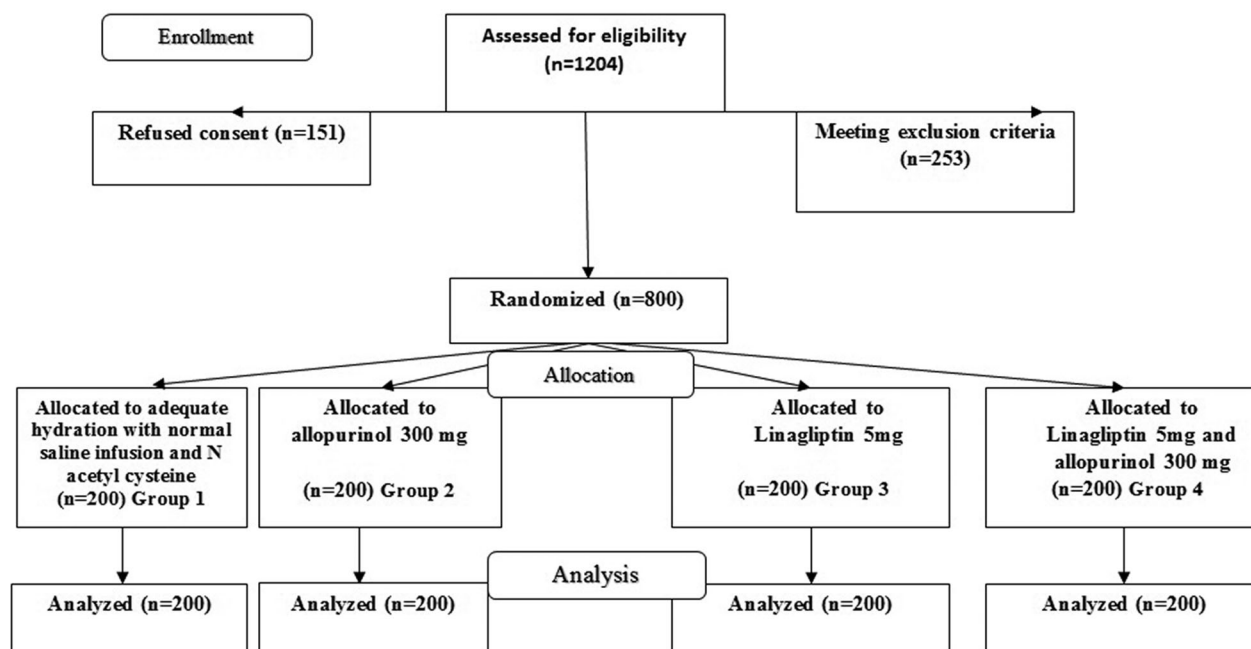 Enrollment
Assessed for eligibility
(n=1204)
Refused consent (n=151)
Meeting exclusion criteria
(n=253)
Randomized (n=800)
Allocation
Allocated to adequate
hydration with normal
saline infusion and N
acetyl cysteine
(n=200) Group 1
Allocated to
allopurinol 300 mg
(n=200) Group 2
Allocated to
Linagliptin 5mg
(n=200) Group 3
Allocated to
Linagliptin 5mg and
allopurinol 300 mg
(n=200) Group 4
Analysis
Analyzed (n=200)
Analyzed (n=200)
Analyzed (n=200)
Analyzed (n=200)